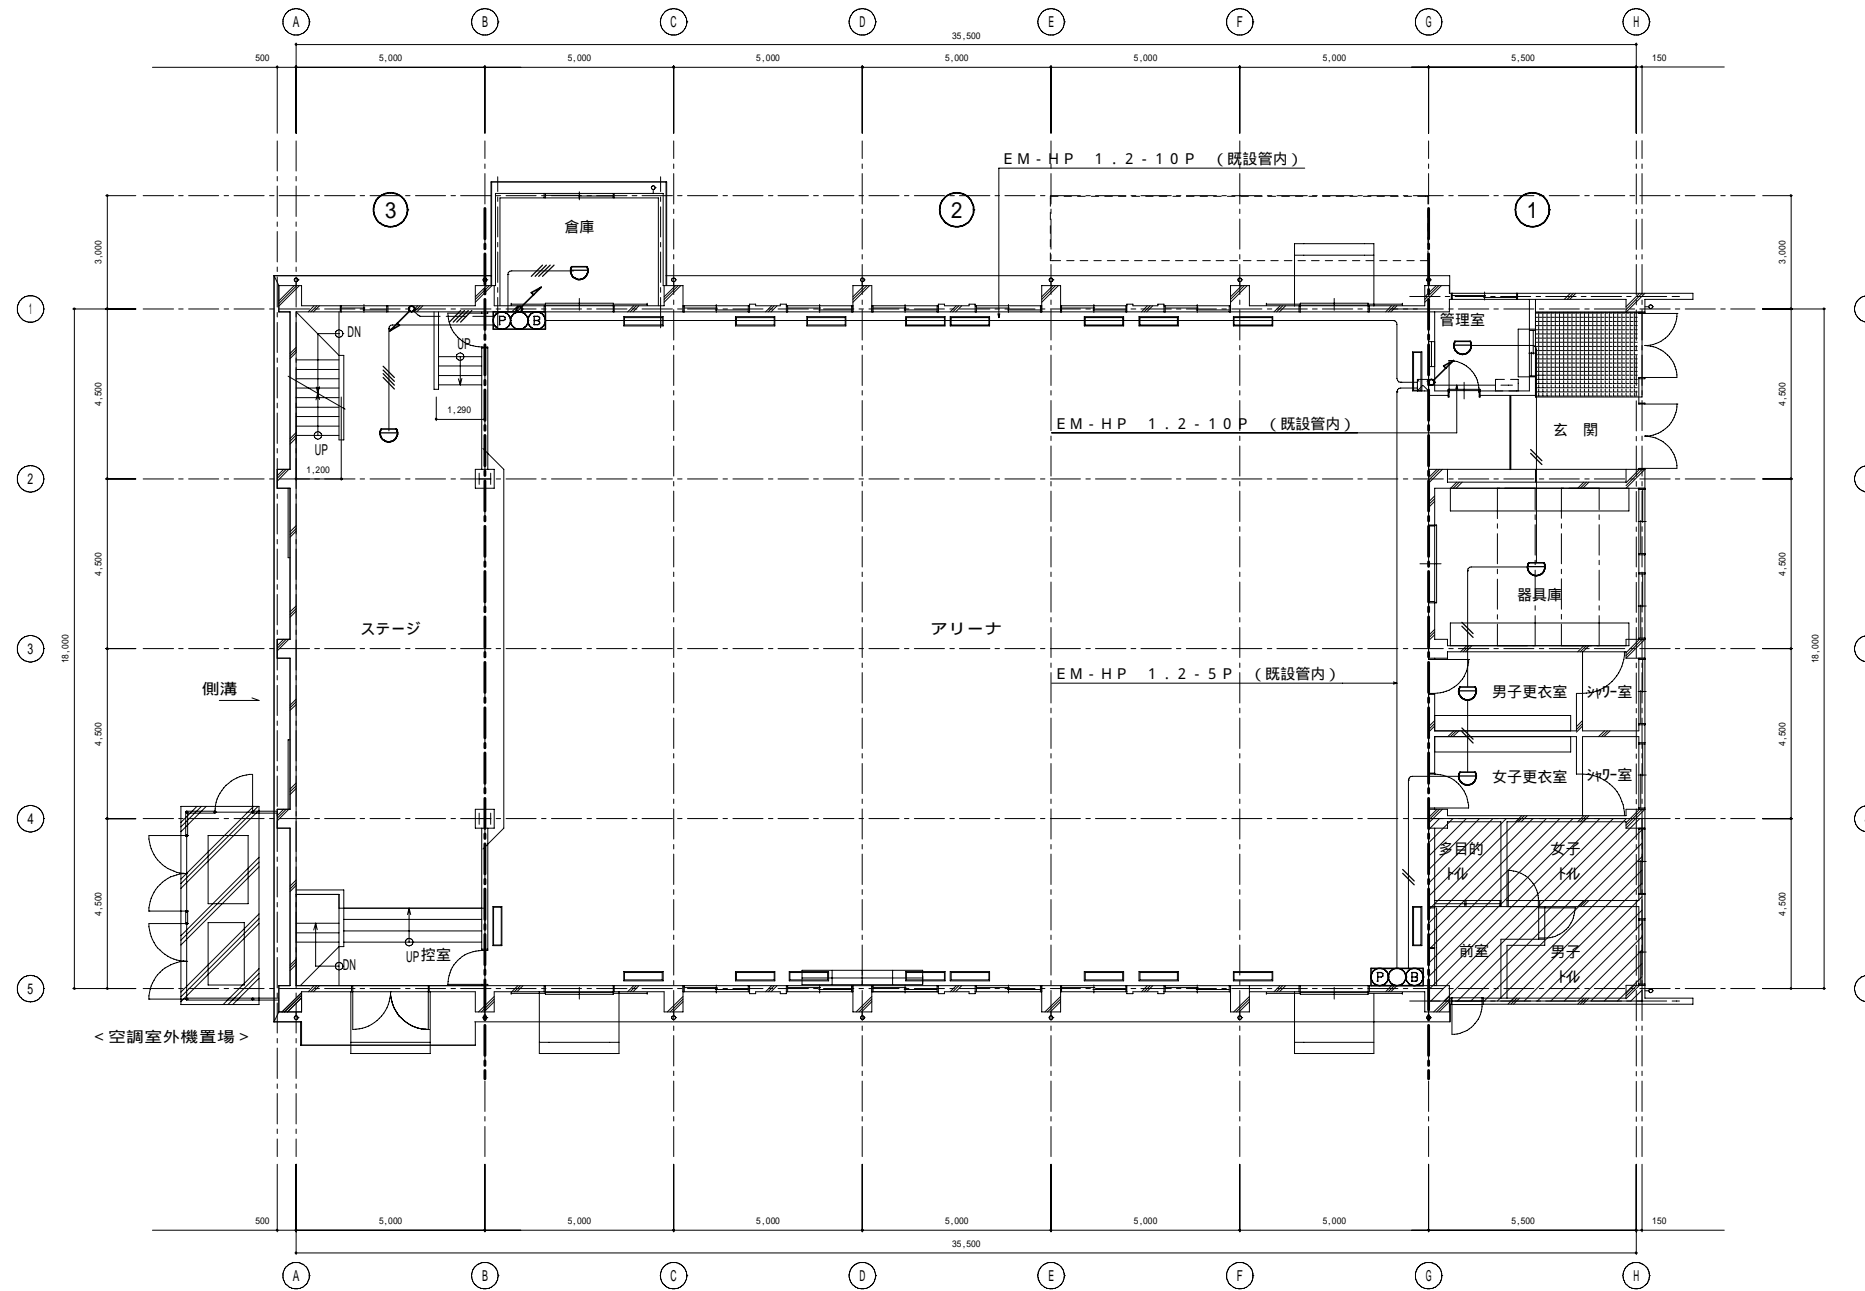 A B C D E F G H
35,500
500 5,000 5,000 5,000 5,000 5,000 5,000 5,500 150
EM-HP 1.2-10P （既設管内）
3 2 1
倉庫
3,000 3,000
1
P B
管理室
DN
UP
4,500 4,500
1,290
EM-HP 1.2-10P （既設管内）
玄 関
UP
1,200
2
4,500 4,500
器具庫
ステージ
アリーナ
3
18,000 18,000
EM-HP 1.2-5P （既設管内）
側溝
男子更衣室 シャワー室
4,500 4,500
女子更衣室 シャワー室
4
多目的
トイレ
女子
トイレ
4,500 4,500
UP 控室
前室
男子
トイレ
DN
P B
5
<空調室外機置場>
500 5,000 5,000 5,000 5,000 5,000 5,000 5,500 150
35,500
A B C D E F G H